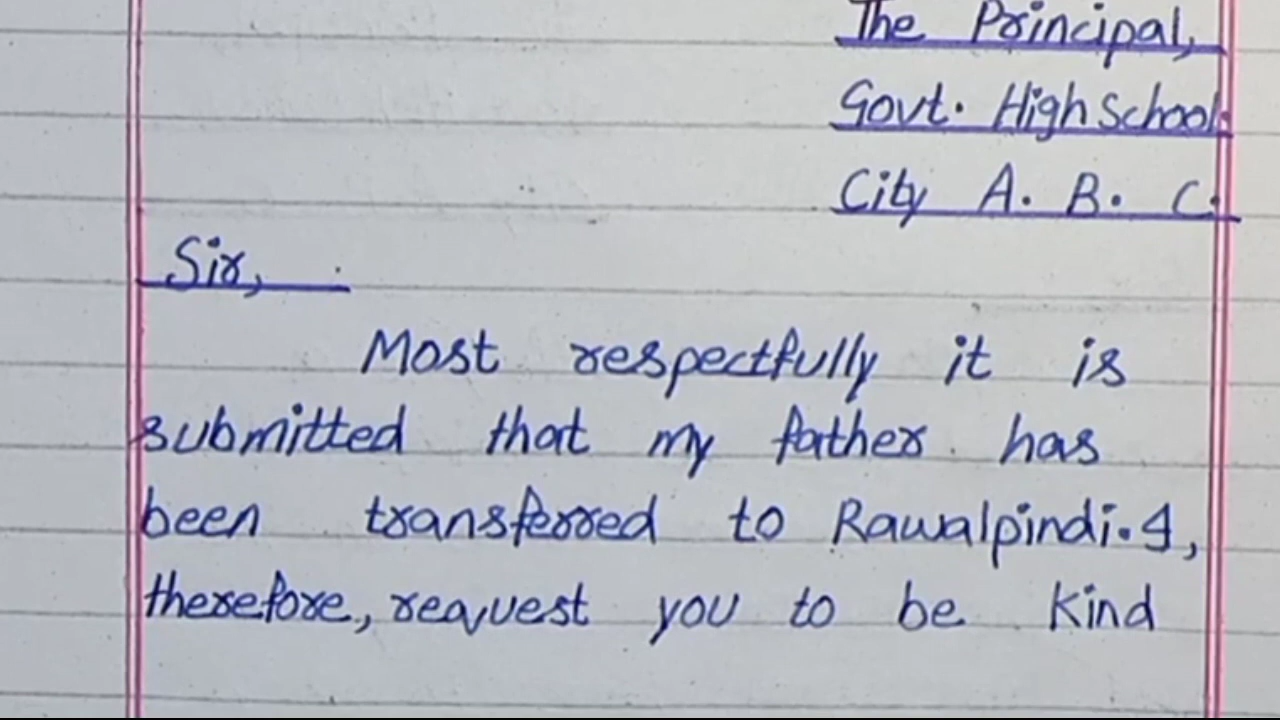 The Principal,
Govt. High School,
City A. B. C.
Sir,
Most respectfully it is
submitted that my father has
been transferred to Rawalpindi. I,
therefore, request you to be kind